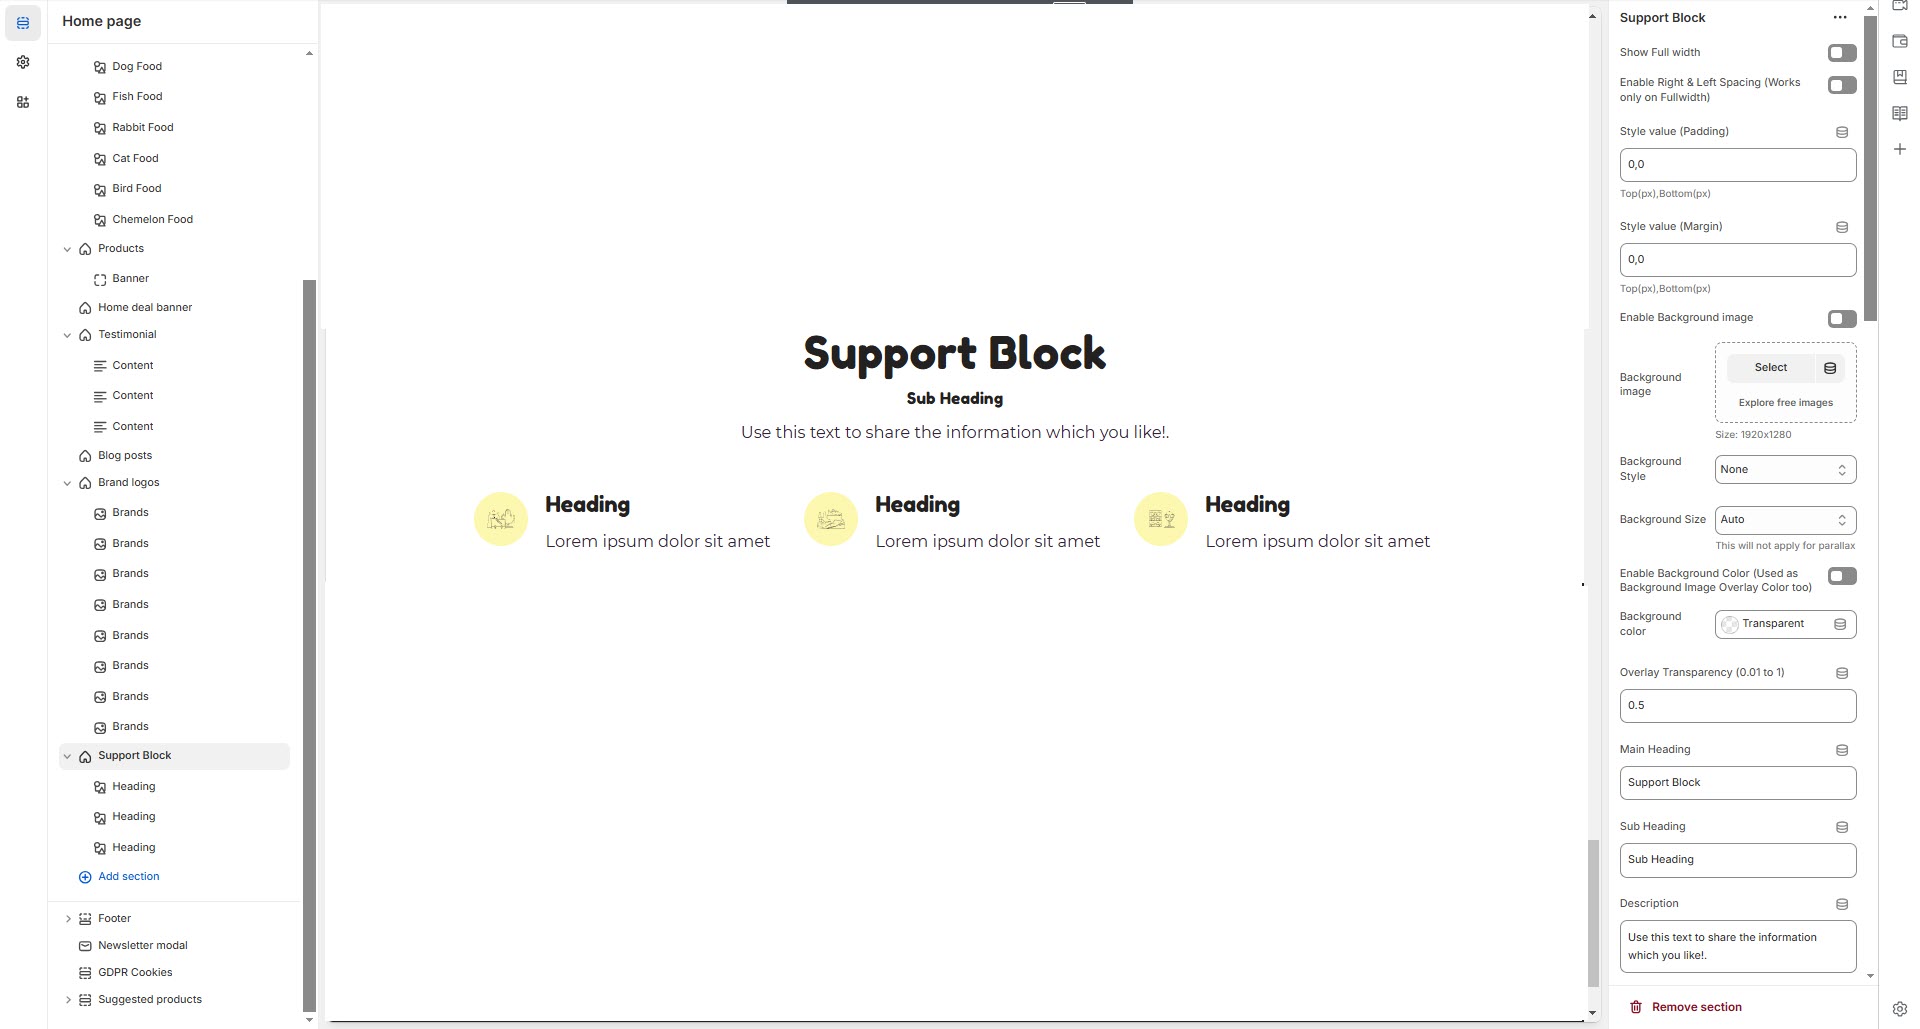 Home page
Dog Food
Fish Food
Rabbit Food
Cat Food
Bird Food
Chemelon Food
Products
Banner
Home deal banner
Testimonial
Content
Content
Content
Blog posts
Brand logos
Brands
Brands
Brands
Brands
Brands
Brands
Brands
Brands
Support Block
Heading
Heading
Heading
Add section
Footer
Newsletter modal
GDPR Cookies
Suggested products
Support Block
Sub Heading
Use this text to share the information which you like!.
Heading
Lorem ipsum dolor sit amet
Heading
Lorem ipsum dolor sit amet
Heading
Lorem ipsum dolor sit amet
Support Block
Show Full width
Enable Right & Left Spacing (Works
only on Fullwidth)
Style value (Padding)
0,0
Top(px),Bottom(px)
Style value (Margin)
0,0
Top(px),Bottom(px)
Enable Background image
Background
image
Select
Explore free images
Size: 1920x1280
Background
Style
None
Background Size
Auto
This will not apply for parallax
Enable Background Color (Used as
Background Image Overlay Color too)
Background
color
Transparent
Overlay Transparency (0.01 to 1)
0.5
Main Heading
Support Block
Sub Heading
Sub Heading
Description
Use this text to share the information
which you like!.
Remove section